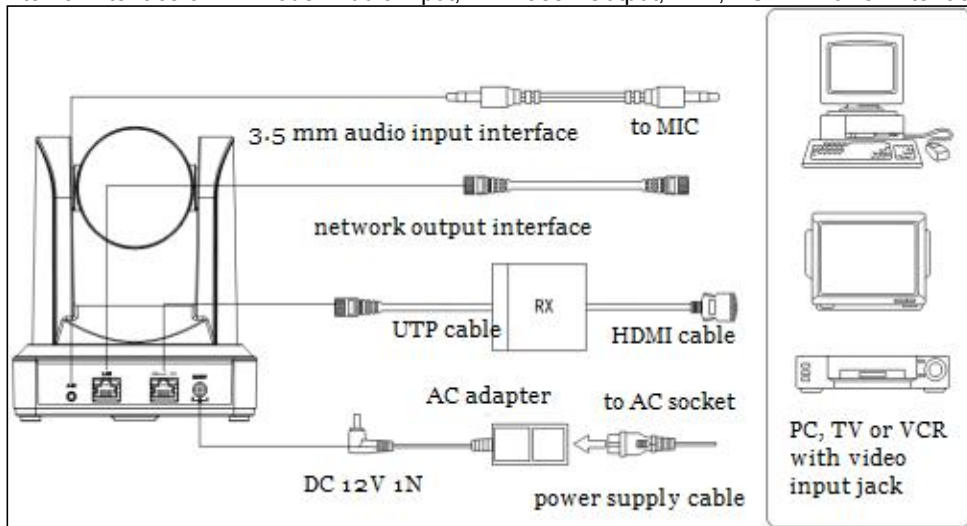 3.5 mm audio input interface
to MIC
network output interface
RX
UTP cable
HDMI cable
AC adapter
to AC socket
DC 12V 1N
power supply cable
PC, TV or VCR
with video
input jack